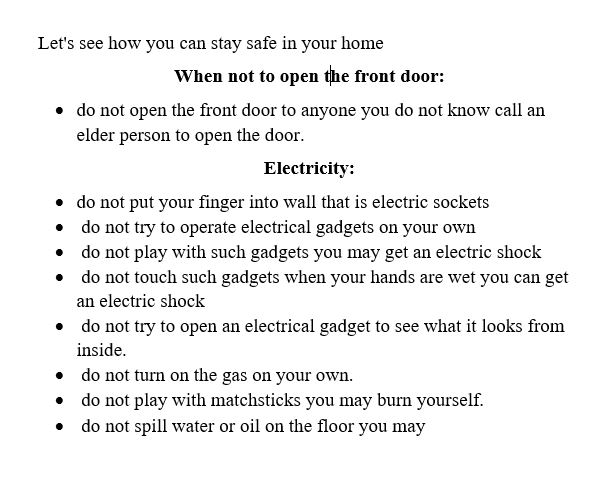 Let's see how you can stay safe in your home
When not to open the front door:
• do not open the front door to anyone you do not know call an
elder person to open the door.
Electricity:
• do not put your finger into wall that is electric sockets
• do not try to operate electrical gadgets on your own
• do not play with such gadgets you may get an electric shock
• do not touch such gadgets when your hands are wet you can get
an electric shock
• do not try to open an electrical gadget to see what it looks from
inside.
• do not turn on the gas on your own.
• do not play with matchsticks you may burn yourself.
• do not spill water or oil on the floor you may